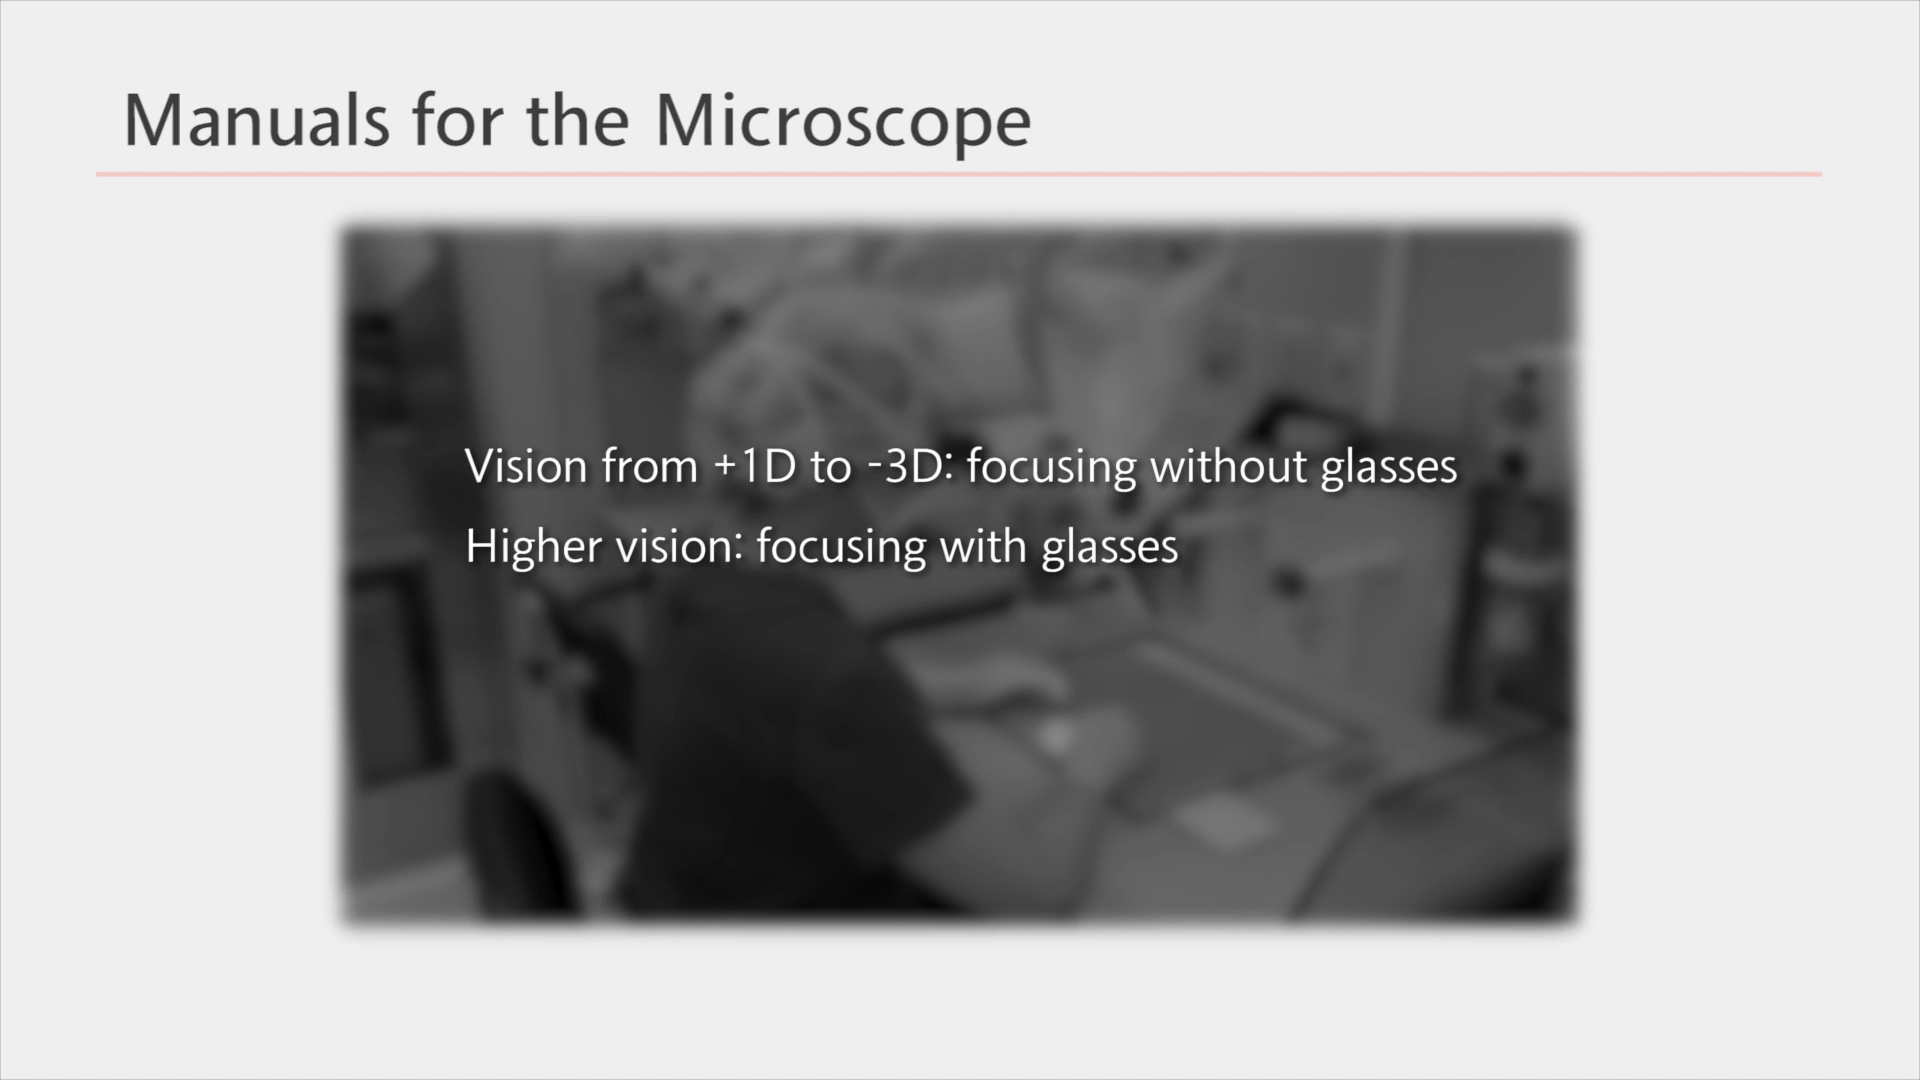 Manuals for the Microscope
Vision from +1D to -3D: focusing without glasses
Higher vision: focusing with glasses